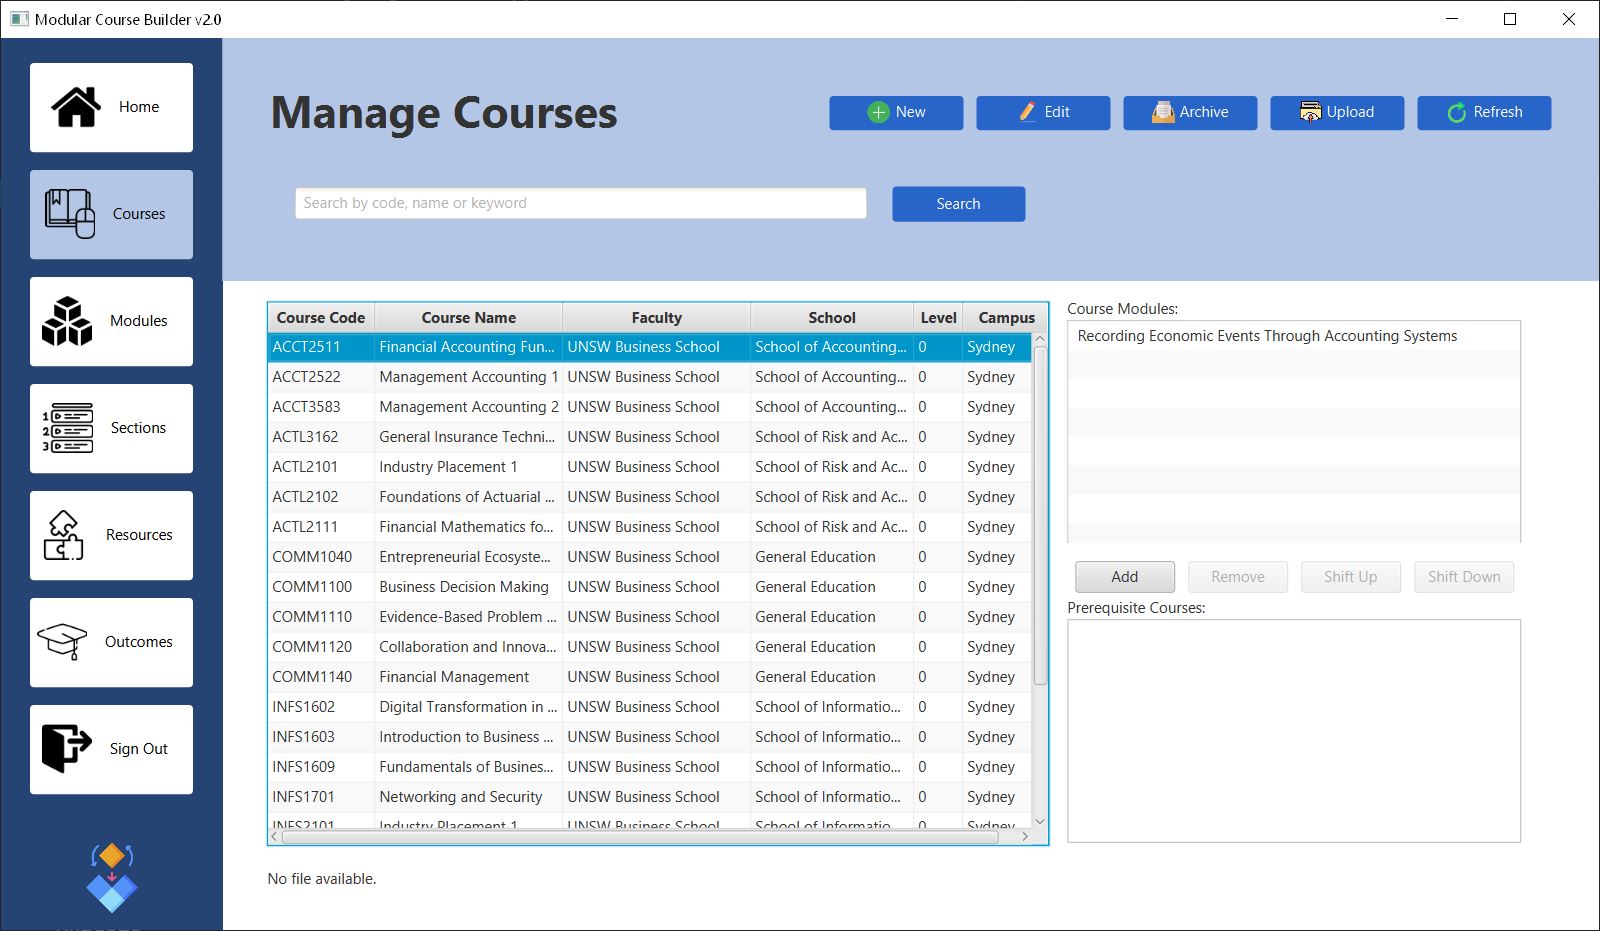 Modular Course Builder v2.0
Home
Courses
Modules
Sections
Resources
Outcomes
Sign Out
Manage Courses
New Edit Archive Upload Refresh
Search by code, name or keyword Search
Course Code Course Name Faculty School Level Campus
ACCT2511 Financial Accounting Fun... UNSW Business School School of Accounting... 0 Sydney
ACCT2522 Management Accounting 1 UNSW Business School School of Accounting... 0 Sydney
ACCT3583 Management Accounting 2 UNSW Business School School of Accounting... 0 Sydney
ACTL3162 General Insurance Techni... UNSW Business School School of Risk and Ac... 0 Sydney
ACTL2101 Industry Placement 1 UNSW Business School School of Risk and Ac... 0 Sydney
ACTL2102 Foundations of Actuarial ... UNSW Business School School of Risk and Ac... 0 Sydney
ACTL2111 Financial Mathematics fo... UNSW Business School School of Risk and Ac... 0 Sydney
COMM1040 Entrepreneurial Ecosyste... UNSW Business School General Education 0 Sydney
COMM1100 Business Decision Making UNSW Business School General Education 0 Sydney
COMM1110 Evidence-Based Problem ... UNSW Business School General Education 0 Sydney
COMM1120 Collaboration and Innova... UNSW Business School General Education 0 Sydney
COMM1140 Financial Management UNSW Business School General Education 0 Sydney
INFS1602 Digital Transformation in ... UNSW Business School School of Informatio... 0 Sydney
INFS1603 Introduction to Business ... UNSW Business School School of Informatio... 0 Sydney
INFS1609 Fundamentals of Busines... UNSW Business School School of Informatio... 0 Sydney
INFS1701 Networking and Security UNSW Business School School of Informatio... 0 Sydney
INFS2101 Industry Placement 1 UNSW Business School School of Informatio... 0 Sydney
No file available.
Course Modules:
Recording Economic Events Through Accounting Systems
Add Remove Shift Up Shift Down
Prerequisite Courses: